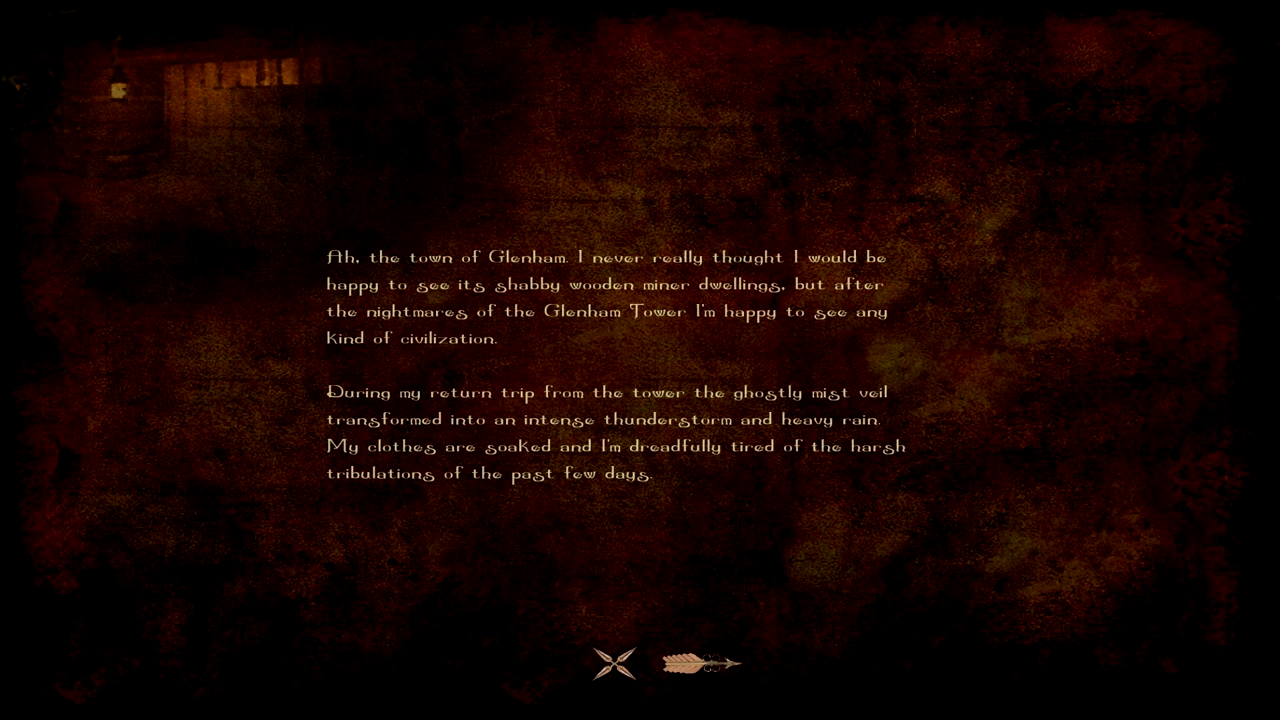 Ah, the town of Glenham. I never really thought I would be
happy to see its shabby wooden miner dwellings, but after
the nightmares of the Glenham Tower I'm happy to see any
kind of civilization.
During my return trip from the tower the ghostly mist veil
transformed into an intense thunderstorm and heavy rain.
My clothes are soaked and I'm dreadfully tired of the harsh
tribulations of the past few days.